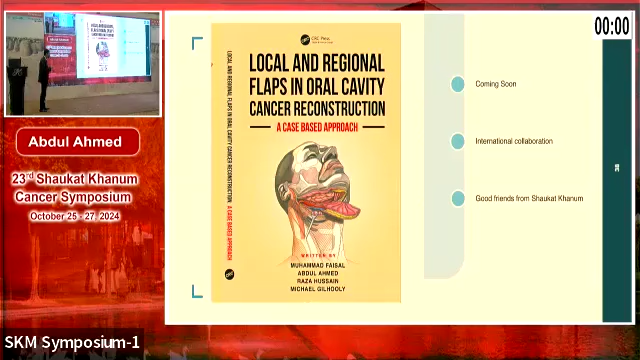 00:00
Abdul Ahmed
23rd Shaukat Khanum
Cancer Symposium
October 25 - 27, 2024
SKM Symposium-1
CRC Press
LOCAL AND REGIONAL
FLAPS IN ORAL CAVITY
CANCER RECONSTRUCTION
A CASE BASED APPROACH
WRITTEN BY
MUHAMMAD FAISAL
ABDUL AHMED
RAZA HUSSAIN
MICHAEL GILHOOLY
LOCAL AND REGIONAL FLAPS IN ORAL CAVITY CANCER RECONSTRUCTION A CASE BASED APPROACH
Coming Soon
International collaboration
Good friends from Shaukat Khanum